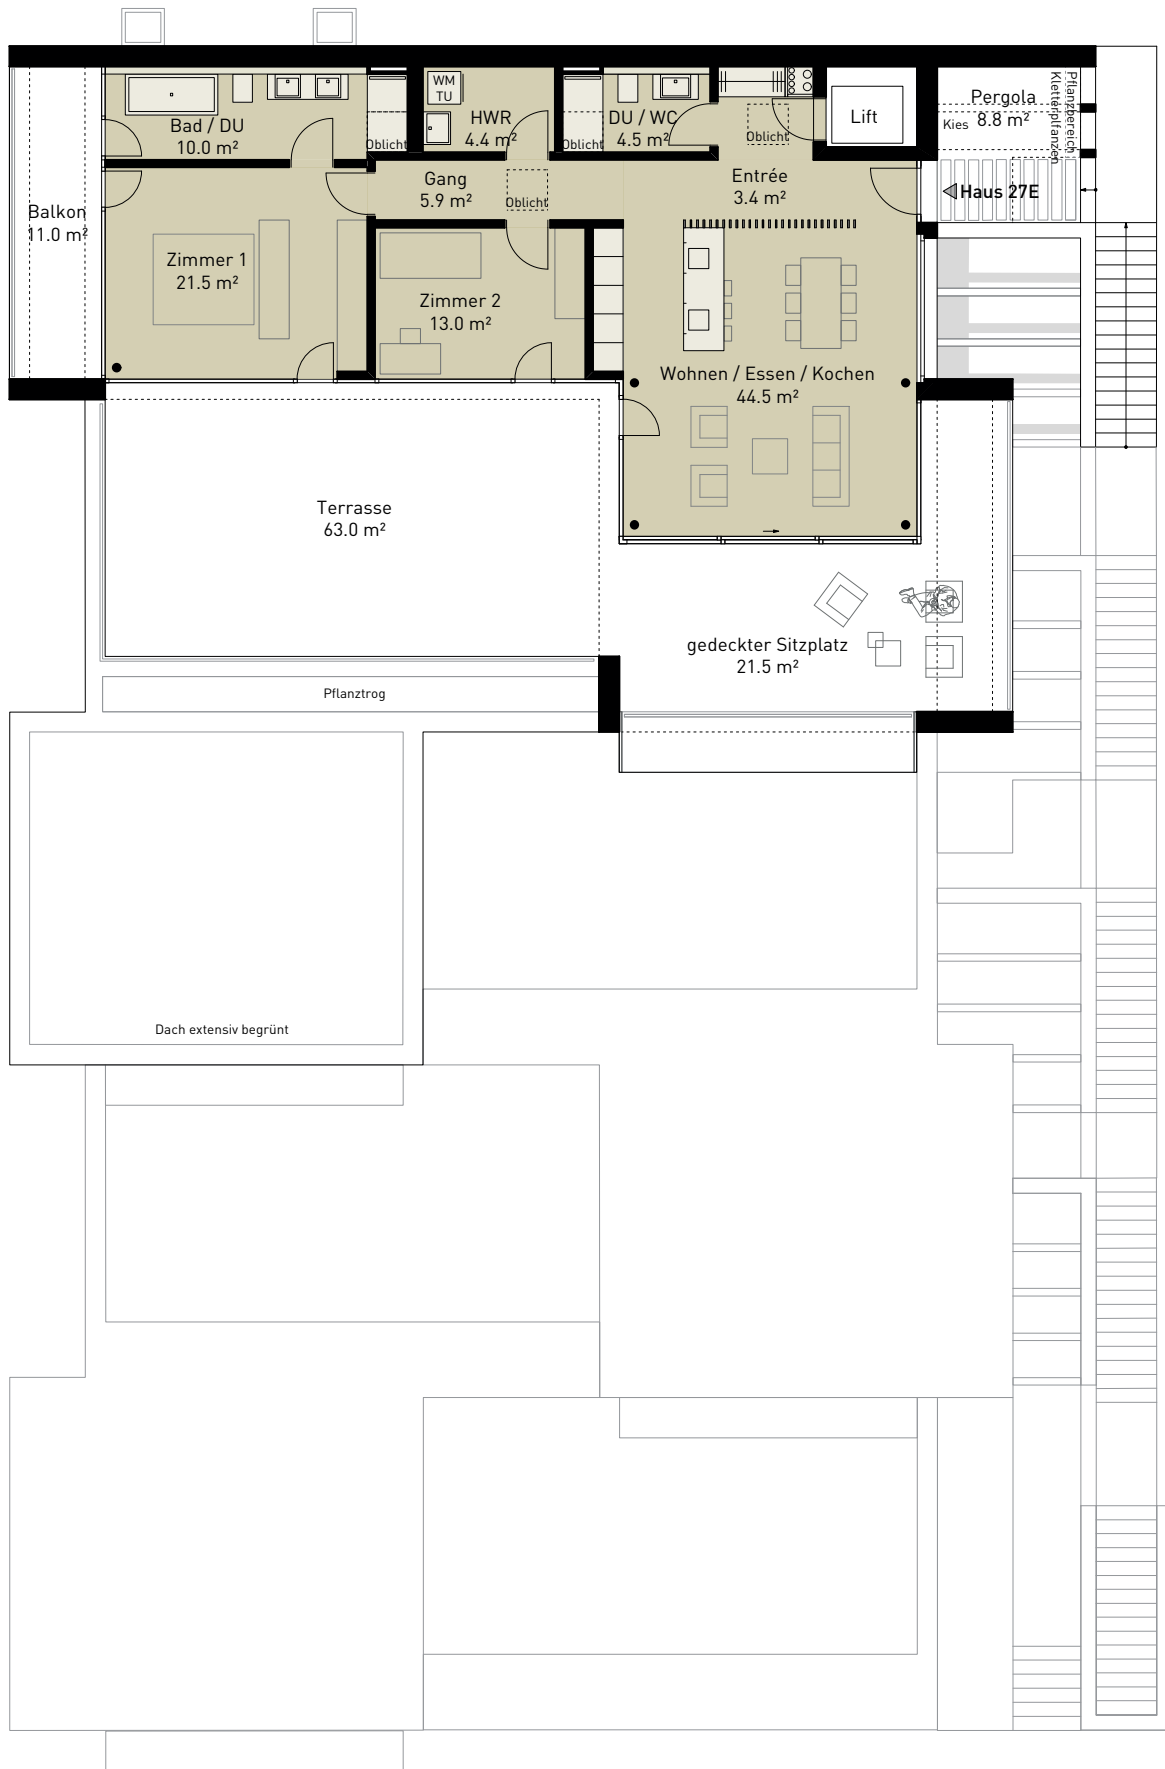 WM
TU
HWR
4.4 m²
Bad / DU
10.0 m²
Oblicht
Oblicht
DU / WC
4.5 m²
Oblicht
Lift
Pergola
8.8 m²
Kies
Pflanzbereich
Kletterpflanzen
Gang
5.9 m²
Oblicht
Entrée
3.4 m²
Haus 27E
Balkon
11.0 m²
Zimmer 1
21.5 m²
Zimmer 2
13.0 m²
Wohnen / Essen / Kochen
44.5 m²
Terrasse
63.0 m²
gedeckter Sitzplatz
21.5 m²
Pflanztrog
Dach extensiv begrünt